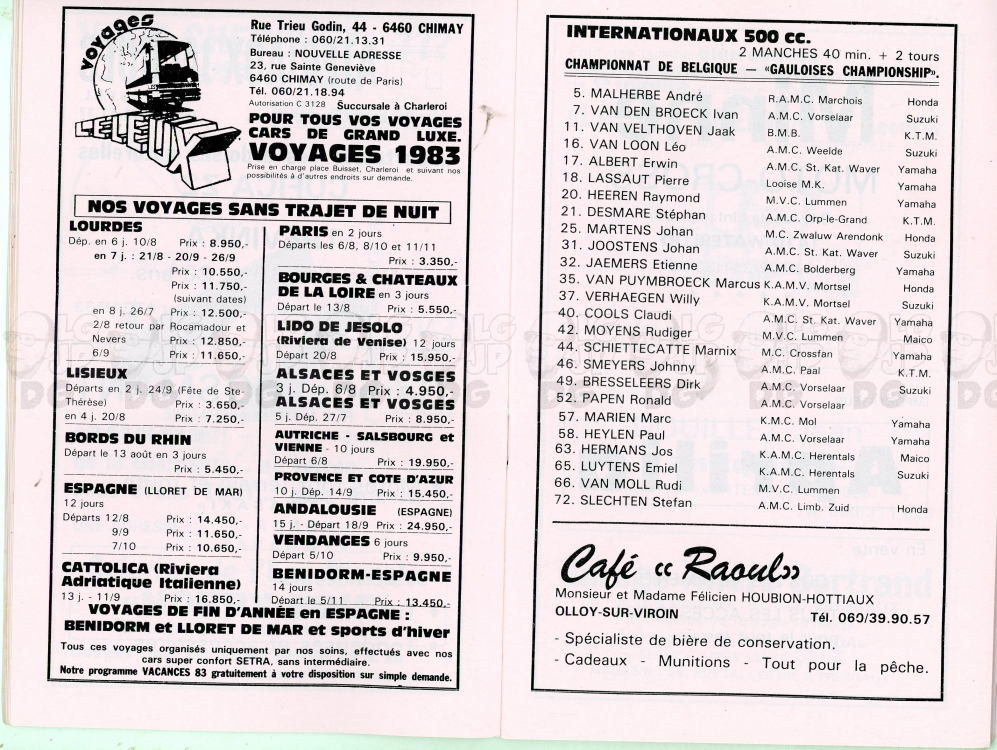 voyages
LELEUX
Rue Trieu Godin, 44 - 6460 CHIMAY
Téléphone : 060/21.13.31
Bureau : NOUVELLE ADRESSE
23, rue Sainte Geneviève
6460 CHIMAY (route de Paris)
Tél. 060/21.18.94
Autorisation C 3128 Succursale à Charleroi
POUR TOUS VOS VOYAGES
CARS DE GRAND LUXE.
VOYAGES 1983
Prise en charge place Buisset, Charleroi et suivant nos
possibilités à d'autres endroits sur demande.
NOS VOYAGES SANS TRAJET DE NUIT
LOURDES
Dép. en 6 j. 10/8 Prix : 8.950,-
en 7 j. : 21/8 - 20/9 - 26/9
Prix : 10.550,-
Prix : 11.750,-
(suivant dates)
en 8 j. 26/7 Prix : 12.500,-
2/8 retour par Rocamadour et
Nevers Prix : 12.850,-
6/9 Prix : 11.650,-
LISIEUX
Départs en 2 j. 24/9 (Fête de Ste-
Thérèse) Prix : 3.650,-
en 4 j. 20/8 Prix : 7.250,-
BORDS DU RHIN
Départ le 13 août en 3 jours
Prix : 5.450,-
ESPAGNE (LLORET DE MAR)
12 jours
Départs 12/8 Prix : 14.450,-
9/9 Prix : 11.650,-
7/10 Prix : 10.650,-
CATTOLICA (Riviera
Adriatique Italienne)
13 j. - 11/9 Prix : 16.850,-
PARIS en 2 jours
Départs les 6/8, 8/10 et 11/11
Prix : 3.350,-
BOURGES & CHATEAUX
DE LA LOIRE en 3 jours
Départ le 13/8 Prix : 5.550,-
LIDO DE JESOLO
(Riviera de Venise) 12 jours
Départ 20/8 Prix : 15.950,-
ALSACES ET VOSGES
3 j. Dép. 6/8 Prix : 4.950,-
ALSACES ET VOSGES
5 j. Dép. 27/7 Prix : 8.950,-
AUTRICHE - SALSBOURG et
VIENNE - 10 jours
Départ 6/8 Prix : 19.950,-
PROVENCE ET COTE D'AZUR
10 j. Dép. 14/9 Prix : 15.450,-
ANDALOUSIE (ESPAGNE)
15 j. - Départ 18/9 Prix : 24.950,-
VENDANGES 6 jours
Départ 5/10 Prix : 9.950,-
BENIDORM-ESPAGNE
14 jours
Départ le 5/11 Prix : 13.450,-
VOYAGES DE FIN D'ANNÉE en ESPAGNE :
BENIDORM et LLORET DE MAR et sports d'hiver
Tous ces voyages organisés uniquement par nos soins, effectués avec nos
cars super confort SETRA, sans intermédiaire.
Notre programme VACANCES 83 gratuitement à votre disposition sur simple demande.
INTERNATIONAUX 500 cc.
2 MANCHES 40 min. + 2 tours
CHAMPIONNAT DE BELGIQUE — «GAULOISES CHAMPIONSHIP».
5. MALHERBE André R.A.M.C. Marchois Honda
7. VAN DEN BROECK Ivan A.M.C. Vorselaar Suzuki
11. VAN VELTHOVEN Jaak B.M.B. K.T.M.
16. VAN LOON Léo A.M.C. Weelde Suzuki
17. ALBERT Erwin A.M.C. St. Kat. Waver Yamaha
18. LASSAUT Pierre Looise M.K. Yamaha
20. HEEREN Raymond M.V.C. Lummen Yamaha
21. DESMARE Stéphan A.M.C. Orp-le-Grand K.T.M.
25. MARTENS Johan M.C. Zwaluw Arendonk Honda
31. JOOSTENS Johan A.M.C. St. Kat. Waver Suzuki
32. JAEMERS Etienne A.M.C. Bolderberg Yamaha
35. VAN PUYMBROECK Marcus K.A.M.V. Mortsel Honda
37. VERHAEGEN Willy K.A.M.V. Mortsel Suzuki
40. COOLS Claudi A.M.C. St. Kat. Waver Yamaha
42. MOYENS Rudiger M.V.C. Lummen Maico
44. SCHIETTECATTE Marnix M.C. Crossfan Yamaha
46. SMEYERS Johnny A.M.C. Paal K.T.M.
49. BRESSELEERS Dirk A.M.C. Vorselaar Suzuki
52. PAPEN Ronald A.M.C. Vorselaar
57. MARIEN Marc K.M.C. Mol Yamaha
58. HEYLEN Paul A.M.C. Vorselaar Yamaha
63. HERMANS Jos K.A.M.C. Herentals Maico
65. LUYTENS Emiel K.A.M.C. Herentals Suzuki
66. VAN MOLL Rudi M.V.C. Lummen
72. SLECHTEN Stefan A.M.C. Limb. Zuid Honda
Café «Raoul»
Monsieur et Madame Félicien HOUBION-HOTTIAUX
OLLOY-SUR-VIROIN Tél. 060/39.90.57
- Spécialiste de bière de conservation.
- Cadeaux - Munitions - Tout pour la pêche.